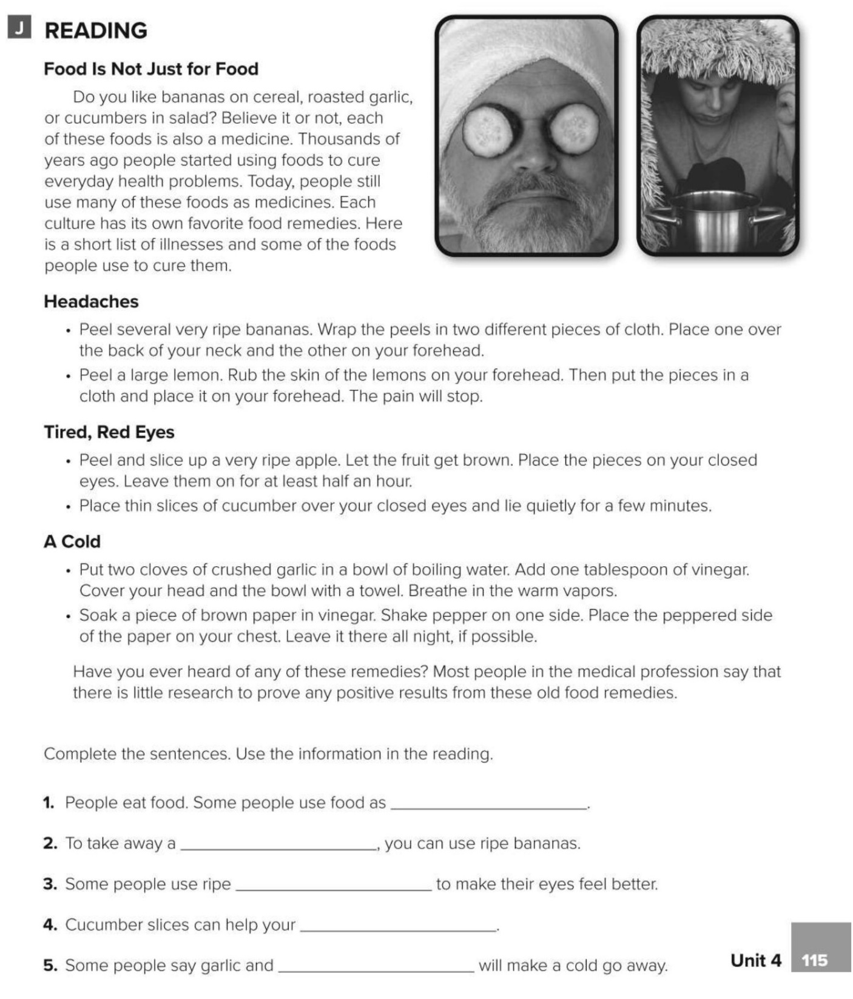 J READING
Food Is Not Just for Food
Do you like bananas on cereal, roasted garlic,
or cucumbers in salad? Believe it or not, each
of these foods is also a medicine. Thousands of
years ago people started using foods to cure
everyday health problems. Today, people still
use many of these foods as medicines. Each
culture has its own favorite food remedies. Here
is a short list of illnesses and some of the foods
people use to cure them.
Headaches
• Peel several very ripe bananas. Wrap the peels in two different pieces of cloth. Place one over
the back of your neck and the other on your forehead.
• Peel a large lemon. Rub the skin of the lemons on your forehead. Then put the pieces in a
cloth and place it on your forehead. The pain will stop.
Tired, Red Eyes
• Peel and slice up a very ripe apple. Let the fruit get brown. Place the pieces on your closed
eyes. Leave them on for at least half an hour.
• Place thin slices of cucumber over your closed eyes and lie quietly for a few minutes.
A Cold
• Put two cloves of crushed garlic in a bowl of boiling water. Add one tablespoon of vinegar.
Cover your head and the bowl with a towel. Breathe in the warm vapors.
• Soak a piece of brown paper in vinegar. Shake pepper on one side. Place the peppered side
of the paper on your chest. Leave it there all night, if possible.
Have you ever heard of any of these remedies? Most people in the medical profession say that
there is little research to prove any positive results from these old food remedies.
Complete the sentences. Use the information in the reading.
1. People eat food. Some people use food as ____________________.
2. To take away a ____________________, you can use ripe bananas.
3. Some people use ripe ____________________ to make their eyes feel better.
4. Cucumber slices can help your ____________________.
5. Some people say garlic and ____________________ will make a cold go away.
Unit 4 115